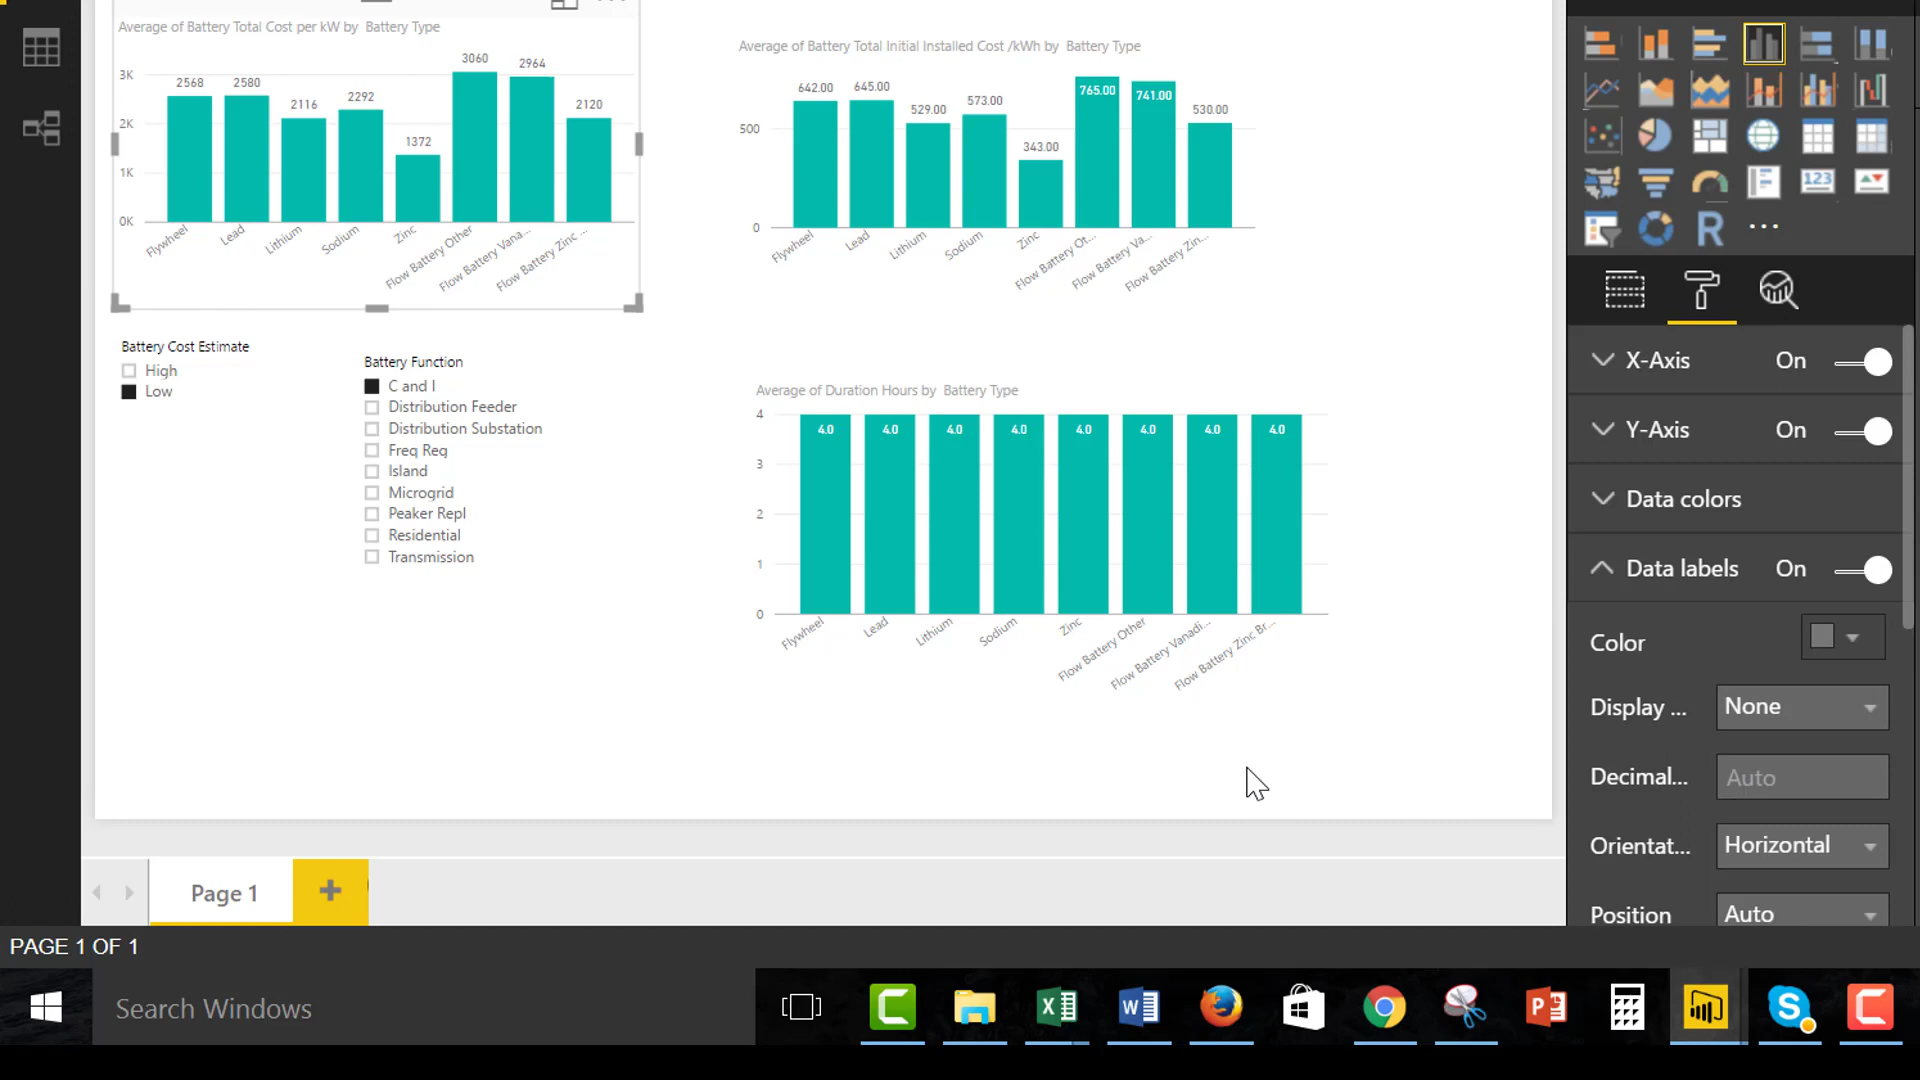 Average of Battery Total Cost per kW by Battery Type
3K
2K
1K
0K
2568
2580
2116
2292
1372
3060
2964
2120
Flywheel
Lead
Lithium
Sodium
Zinc
Flow Battery Other
Flow Battery Vana...
Flow Battery Zinc ...
Average of Battery Total Initial Installed Cost /kWh by Battery Type
500
0
642.00
645.00
529.00
573.00
343.00
765.00
741.00
530.00
Flywheel
Lead
Lithium
Sodium
Zinc
Flow Battery Ot...
Flow Battery Va...
Flow Battery Zin...
Battery Cost Estimate
High
Low
Battery Function
C and I
Distribution Feeder
Distribution Substation
Freq Req
Island
Microgrid
Peaker Repl
Residential
Transmission
Average of Duration Hours by Battery Type
4
3
2
1
0
4.0
4.0
4.0
4.0
4.0
4.0
4.0
4.0
Flywheel
Lead
Lithium
Sodium
Zinc
Flow Battery Other
Flow Battery Vanadi...
Flow Battery Zinc Br...
123
R
X-Axis On
Y-Axis On
Data colors
Data labels On
Color
Display ... None
Decimal... Auto
Orientat... Horizontal
Position Auto
Page 1
PAGE 1 OF 1
Search Windows